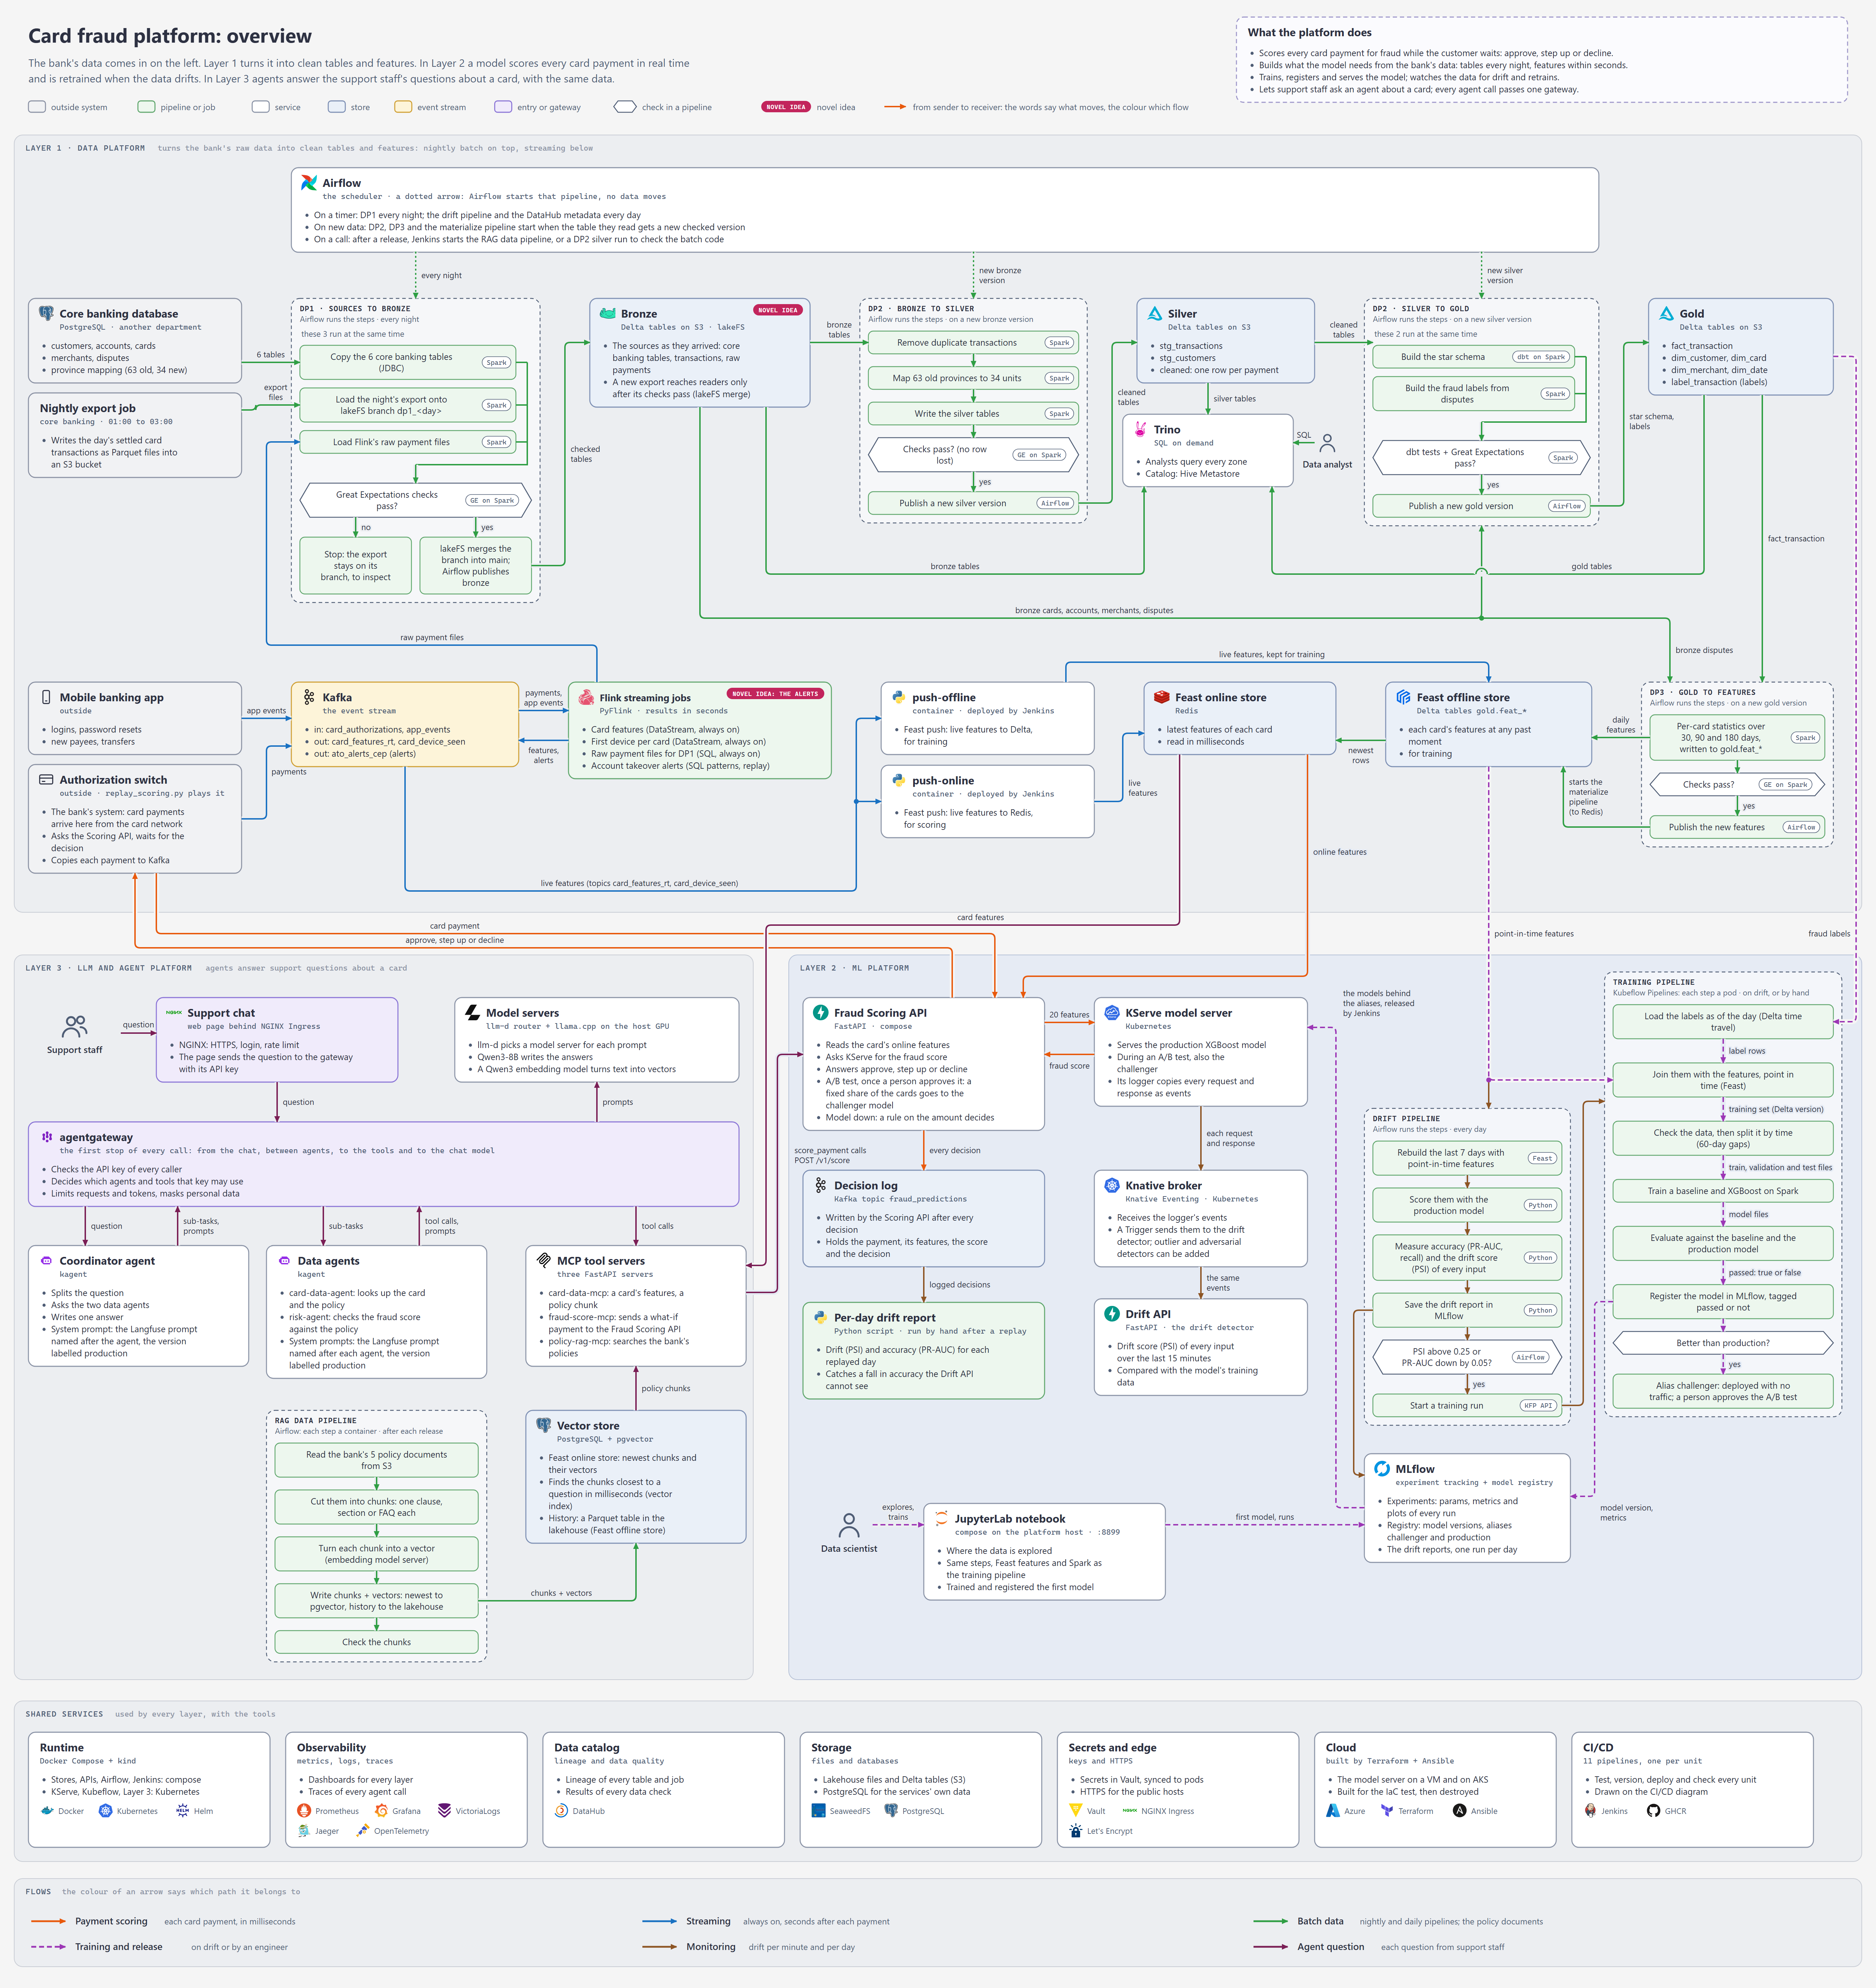 Card fraud platform: overview
The bank's data comes in on the left. Layer 1 turns it into clean tables and features. In Layer 2 a model scores every card payment in real time
and is retrained when the data drifts. In Layer 3 agents answer the support staff's questions about a card, with the same data.
outside system
pipeline or job
service
store
event stream
entry or gateway
check in a pipeline
NOVEL IDEA
novel idea
from sender to receiver: the words say what moves, the colour which flow
What the platform does
• Scores every card payment for fraud while the customer waits: approve, step up or decline.
• Builds what the model needs from the bank's data: tables every night, features within seconds.
• Trains, registers and serves the model; watches the data for drift and retrains.
• Lets support staff ask an agent about a card; every agent call passes one gateway.
LAYER 1 · DATA PLATFORM turns the bank's raw data into clean tables and features: nightly batch on top, streaming below
Airflow
the scheduler · a dotted arrow: Airflow starts that pipeline, no data moves
• On a timer: DP1 every night; the drift pipeline and the DataHub metadata every day
• On new data: DP2, DP3 and the materialize pipeline start when the table they read gets a new checked version
• On a call: after a release, Jenkins starts the RAG data pipeline, or a DP2 silver run to check the batch code
every night
new bronze
version
new silver
version
Core banking database
PostgreSQL · another department
• customers, accounts, cards
• merchants, disputes
• province mapping (63 old, 34 new)
6 tables
Nightly export job
core banking · 01:00 to 03:00
• Writes the day's settled card
transactions as Parquet files into
an S3 bucket
export
files
DP1 · SOURCES TO BRONZE
Airflow runs the steps · every night
these 3 run at the same time
Copy the 6 core banking tables
(JDBC)
Spark
Load the night's export onto
lakeFS branch dp1_<day>
Spark
Load Flink's raw payment files
Spark
Great Expectations checks
pass?
GE on Spark
no
yes
Stop: the export
stays on its
branch, to inspect
lakeFS merges the
branch into main;
Airflow publishes
bronze
checked
tables
Bronze
NOVEL IDEA
Delta tables on S3 · lakeFS
• The sources as they arrived: core
banking tables, transactions, raw
payments
• A new export reaches readers only
after its checks pass (lakeFS merge)
bronze
tables
DP2 · BRONZE TO SILVER
Airflow runs the steps · on a new bronze version
Remove duplicate transactions
Spark
Map 63 old provinces to 34 units
Spark
Write the silver tables
Spark
Checks pass? (no row
lost)
GE on Spark
yes
Publish a new silver version
Airflow
cleaned
tables
Silver
Delta tables on S3
• stg_transactions
• stg_customers
• cleaned: one row per payment
silver tables
Trino
SQL on demand
• Analysts query every zone
• Catalog: Hive Metastore
SQL
Data analyst
cleaned
tables
DP2 · SILVER TO GOLD
Airflow runs the steps · on a new silver version
these 2 run at the same time
Build the star schema
dbt on Spark
Build the fraud labels from
disputes
Spark
dbt tests + Great Expectations
pass?
Spark
yes
Publish a new gold version
Airflow
star schema,
labels
Gold
Delta tables on S3
• fact_transaction
• dim_customer, dim_card
• dim_merchant, dim_date
• label_transaction (labels)
fact_transaction
bronze tables
gold tables
bronze cards, accounts, merchants, disputes
raw payment files
bronze disputes
live features, kept for training
Mobile banking app
outside
• logins, password resets
• new payees, transfers
app events
Authorization switch
outside · replay_scoring.py plays it
• The bank's system: card payments
arrive here from the card network
• Asks the Scoring API, waits for the
decision
• Copies each payment to Kafka
payments
Kafka
the event stream
• in: card_authorizations, app_events
• out: card_features_rt, card_device_seen
• out: ato_alerts_cep (alerts)
payments,
app events
features,
alerts
Flink streaming jobs
NOVEL IDEA: THE ALERTS
PyFlink · results in seconds
• Card features (DataStream, always on)
• First device per card (DataStream, always on)
• Raw payment files for DP1 (SQL, always on)
• Account takeover alerts (SQL patterns, replay)
push-offline
container · deployed by Jenkins
• Feast push: live features to Delta,
for training
push-online
container · deployed by Jenkins
• Feast push: live features to Redis,
for scoring
live
features
Feast online store
Redis
• latest features of each card
• read in milliseconds
newest
rows
Feast offline store
Delta tables gold.feat_*
• each card's features at any past
moment
• for training
daily
features
starts the
materialize
pipeline
(to Redis)
DP3 · GOLD TO FEATURES
Airflow runs the steps · on a new gold version
Per-card statistics over
30, 90 and 180 days,
written to gold.feat_*
Spark
Checks pass?
GE on Spark
yes
Publish the new features
Airflow
live features (topics card_features_rt, card_device_seen)
online features
card features
card payment
approve, step up or decline
point-in-time features
fraud labels
LAYER 3 · LLM AND AGENT PLATFORM agents answer support questions about a card
Support staff
question
Support chat
web page behind NGINX Ingress
• NGINX: HTTPS, login, rate limit
• The page sends the question to the gateway
with its API key
Model servers
llm-d router + llama.cpp on the host GPU
• llm-d picks a model server for each prompt
• Qwen3-8B writes the answers
• A Qwen3 embedding model turns text into vectors
question
prompts
agentgateway
the first stop of every call: from the chat, between agents, to the tools and to the chat model
• Checks the API key of every caller
• Decides which agents and tools that key may use
• Limits requests and tokens, masks personal data
question
sub-tasks,
prompts
sub-tasks
tool calls,
prompts
tool calls
Coordinator agent
kagent
• Splits the question
• Asks the two data agents
• Writes one answer
• System prompt: the Langfuse prompt
named after the agent, the version
labelled production
Data agents
kagent
• card-data-agent: looks up the card
and the policy
• risk-agent: checks the fraud score
against the policy
• System prompts: the Langfuse prompt
named after each agent, the version
labelled production
MCP tool servers
three FastAPI servers
• card-data-mcp: a card's features, a
policy chunk
• fraud-score-mcp: sends a what-if
payment to the Fraud Scoring API
• policy-rag-mcp: searches the bank's
policies
policy chunks
RAG DATA PIPELINE
Airflow: each step a container · after each release
Read the bank's 5 policy documents
from S3
Cut them into chunks: one clause,
section or FAQ each
Turn each chunk into a vector
(embedding model server)
Write chunks + vectors: newest to
pgvector, history to the lakehouse
Check the chunks
chunks + vectors
Vector store
PostgreSQL + pgvector
• Feast online store: newest chunks and
their vectors
• Finds the chunks closest to a
question in milliseconds (vector
index)
• History: a Parquet table in the
lakehouse (Feast offline store)
LAYER 2 · ML PLATFORM
Fraud Scoring API
FastAPI · compose
• Reads the card's online features
• Asks KServe for the fraud score
• Answers approve, step up or decline
• A/B test, once a person approves it: a
fixed share of the cards goes to the
challenger model
• Model down: a rule on the amount decides
20 features
fraud score
KServe model server
Kubernetes
• Serves the production XGBoost model
• During an A/B test, also the
challenger
• Its logger copies every request and
response as events
the models behind
the aliases, released
by Jenkins
score_payment calls
POST /v1/score
every decision
each request
and response
Decision log
Kafka topic fraud_predictions
• Written by the Scoring API after every
decision
• Holds the payment, its features, the score
and the decision
logged decisions
Knative broker
Knative Eventing · Kubernetes
• Receives the logger's events
• A Trigger sends them to the drift
detector; outlier and adversarial
detectors can be added
the same
events
Per-day drift report
Python script · run by hand after a replay
• Drift (PSI) and accuracy (PR-AUC) for each
replayed day
• Catches a fall in accuracy the Drift API
cannot see
Drift API
FastAPI · the drift detector
• Drift score (PSI) of every input
over the last 15 minutes
• Compared with the model's training
data
DRIFT PIPELINE
Airflow runs the steps · every day
Rebuild the last 7 days with
point-in-time features
Feast
Score them with the
production model
Python
Measure accuracy (PR-AUC,
recall) and the drift score
(PSI) of every input
Python
Save the drift report in
MLflow
Python
PSI above 0.25 or
PR-AUC down by 0.05?
Airflow
yes
Start a training run
KFP API
TRAINING PIPELINE
Kubeflow Pipelines: each step a pod · on drift, or by hand
Load the labels as of the day (Delta time
travel)
label rows
Join them with the features, point in
time (Feast)
training set (Delta version)
Check the data, then split it by time
(60-day gaps)
train, validation and test files
Train a baseline and XGBoost on Spark
model files
Evaluate against the baseline and the
production model
passed: true or false
Register the model in MLflow, tagged
passed or not
Better than production?
yes
Alias challenger: deployed with no
traffic; a person approves the A/B test
MLflow
experiment tracking + model registry
• Experiments: params, metrics and
plots of every run
• Registry: model versions, aliases
challenger and production
• The drift reports, one run per day
model version,
metrics
Data scientist
explores,
trains
JupyterLab notebook
compose on the platform host · :8899
• Where the data is explored
• Same steps, Feast features and Spark as
the training pipeline
• Trained and registered the first model
first model, runs
SHARED SERVICES used by every layer, with the tools
Runtime
Docker Compose + kind
• Stores, APIs, Airflow, Jenkins: compose
• KServe, Kubeflow, Layer 3: Kubernetes
Docker
Kubernetes
Helm
Observability
metrics, logs, traces
• Dashboards for every layer
• Traces of every agent call
Prometheus
Grafana
VictoriaLogs
Jaeger
OpenTelemetry
Data catalog
lineage and data quality
• Lineage of every table and job
• Results of every data check
DataHub
Storage
files and databases
• Lakehouse files and Delta tables (S3)
• PostgreSQL for the services' own data
SeaweedFS
PostgreSQL
Secrets and edge
keys and HTTPS
• Secrets in Vault, synced to pods
• HTTPS for the public hosts
Vault
NGINX Ingress
Let's Encrypt
Cloud
built by Terraform + Ansible
• The model server on a VM and on AKS
• Built for the IaC test, then destroyed
Azure
Terraform
Ansible
CI/CD
11 pipelines, one per unit
• Test, version, deploy and check every unit
• Drawn on the CI/CD diagram
Jenkins
GHCR
FLOWS the colour of an arrow says which path it belongs to
Payment scoring each card payment, in milliseconds
Streaming always on, seconds after each payment
Batch data nightly and daily pipelines; the policy documents
Training and release on drift or by an engineer
Monitoring drift per minute and per day
Agent question each question from support staff